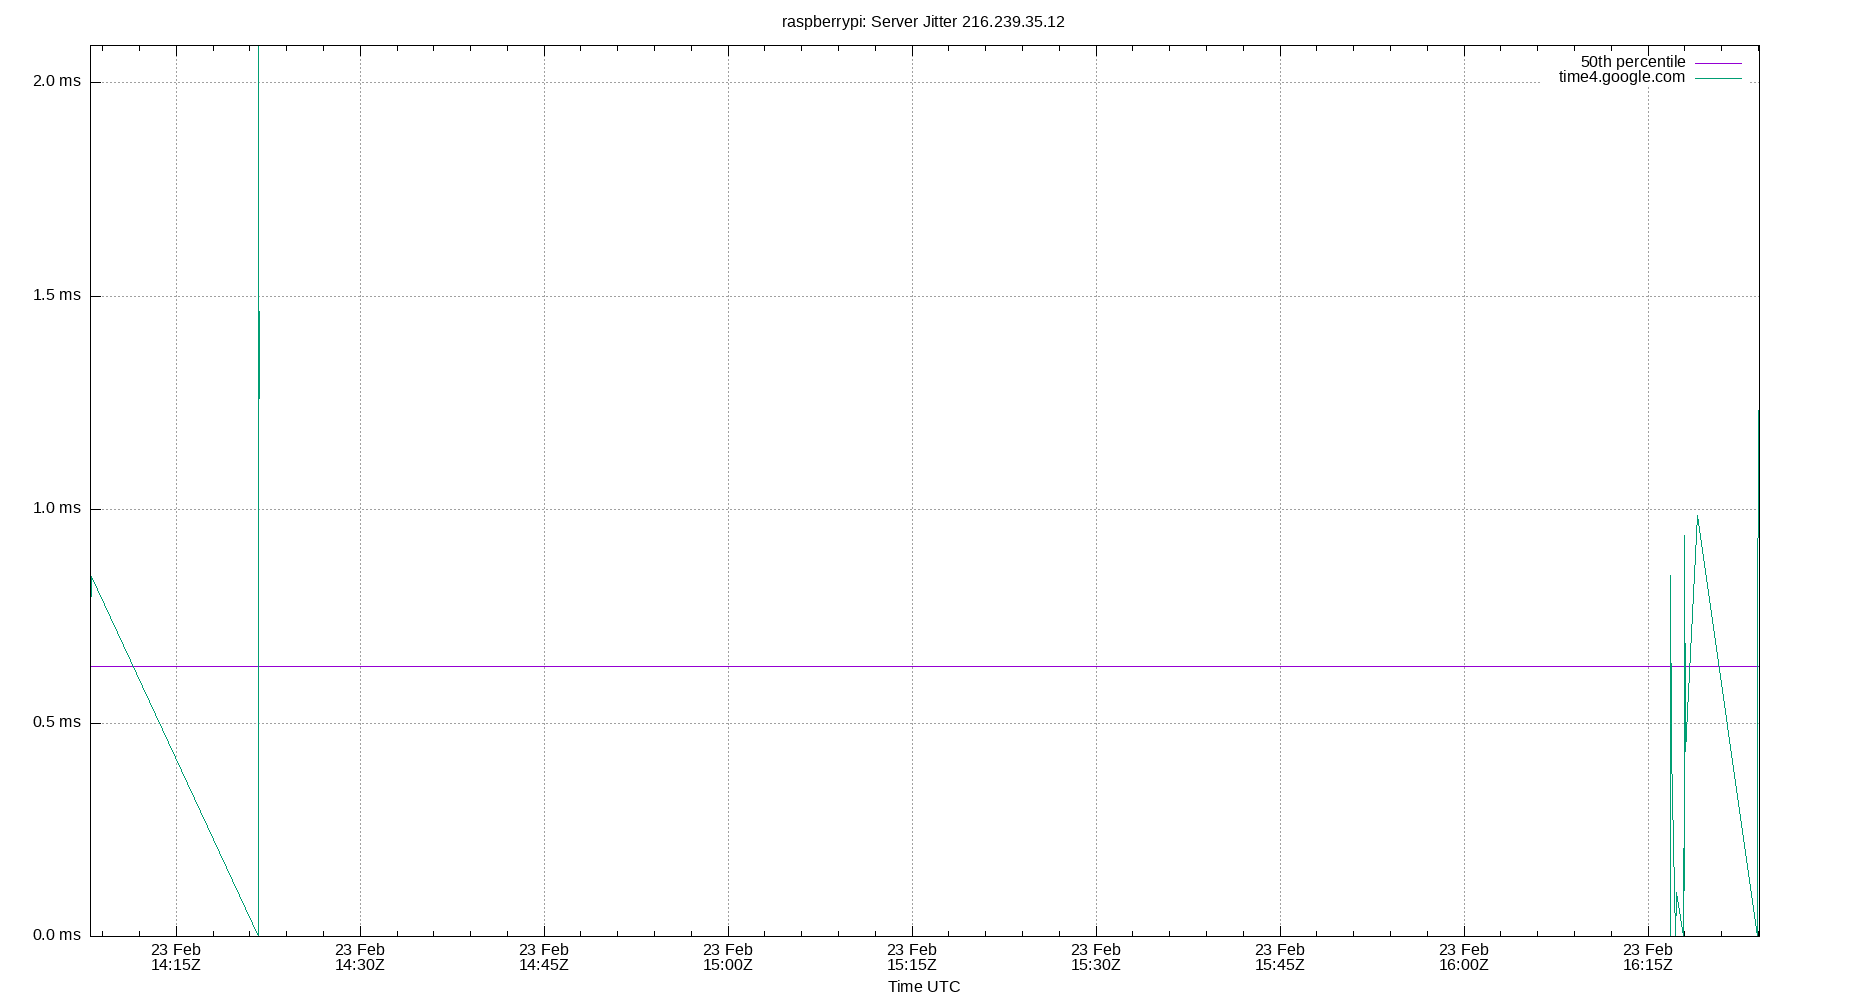 raspberrypi: Server Jitter 216.239.35.12
50th percentile
time4.google.com
2.0 ms
1.5 ms
1.0 ms
0.5 ms
0.0 ms
23 Feb 23 Feb 23 Feb 23 Feb 23 Feb 23 Feb 23 Feb 23 Feb 23 Feb
14:15Z 14:30Z 14:45Z 15:00Z 15:15Z 15:30Z 15:45Z 16:00Z 16:15Z
Time UTC